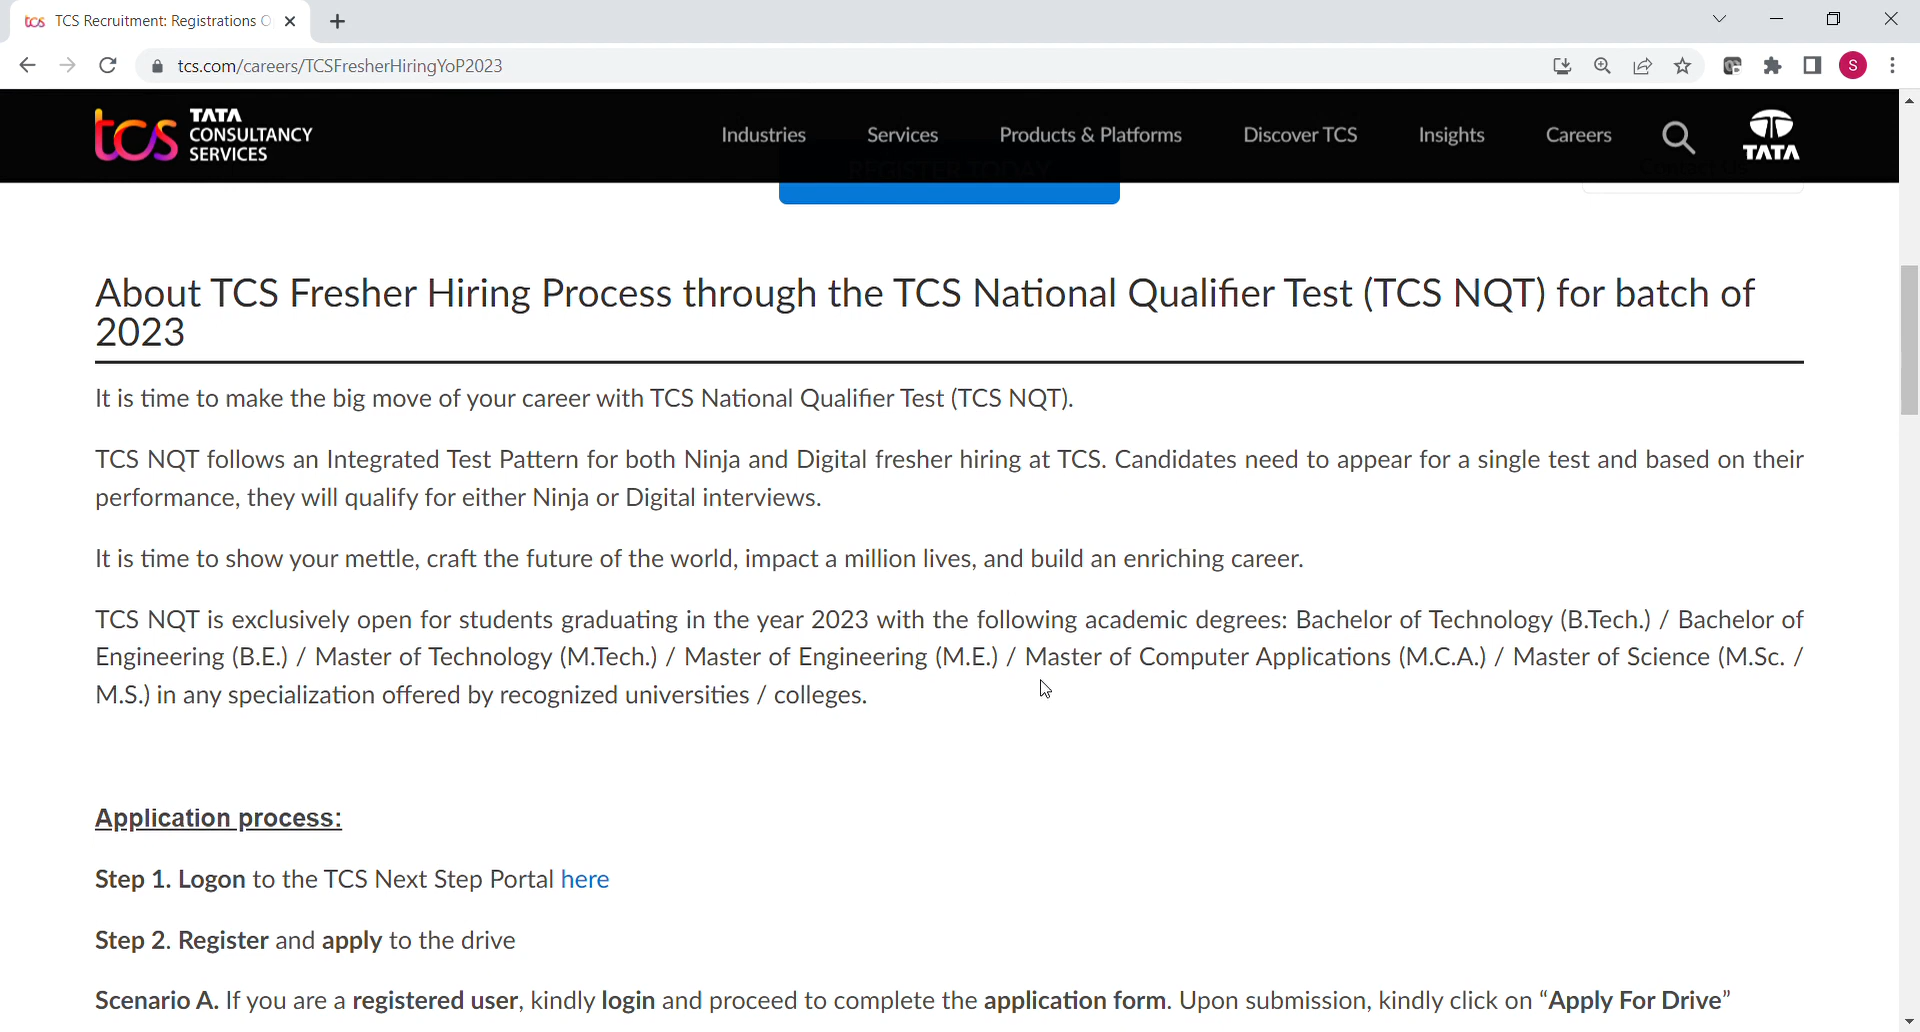 tcs TCS Recruitment: Registrations O
tcs.com/careers/TCSFresherHiringYoP2023
S
tcs TATA CONSULTANCY SERVICES
Industries Services Products & Platforms Discover TCS Insights Careers
TATA
REGISTER TODAY
About TCS Fresher Hiring Process through the TCS National Qualifier Test (TCS NQT) for batch of
2023
It is time to make the big move of your career with TCS National Qualifier Test (TCS NQT).
TCS NQT follows an Integrated Test Pattern for both Ninja and Digital fresher hiring at TCS. Candidates need to appear for a single test and based on their
performance, they will qualify for either Ninja or Digital interviews.
It is time to show your mettle, craft the future of the world, impact a million lives, and build an enriching career.
TCS NQT is exclusively open for students graduating in the year 2023 with the following academic degrees: Bachelor of Technology (B.Tech.) / Bachelor of
Engineering (B.E.) / Master of Technology (M.Tech.) / Master of Engineering (M.E.) / Master of Computer Applications (M.C.A.) / Master of Science (M.Sc. /
M.S.) in any specialization offered by recognized universities / colleges.
Application process:
Step 1. Logon to the TCS Next Step Portal here
Step 2. Register and apply to the drive
Scenario A. If you are a registered user, kindly login and proceed to complete the application form. Upon submission, kindly click on “Apply For Drive”